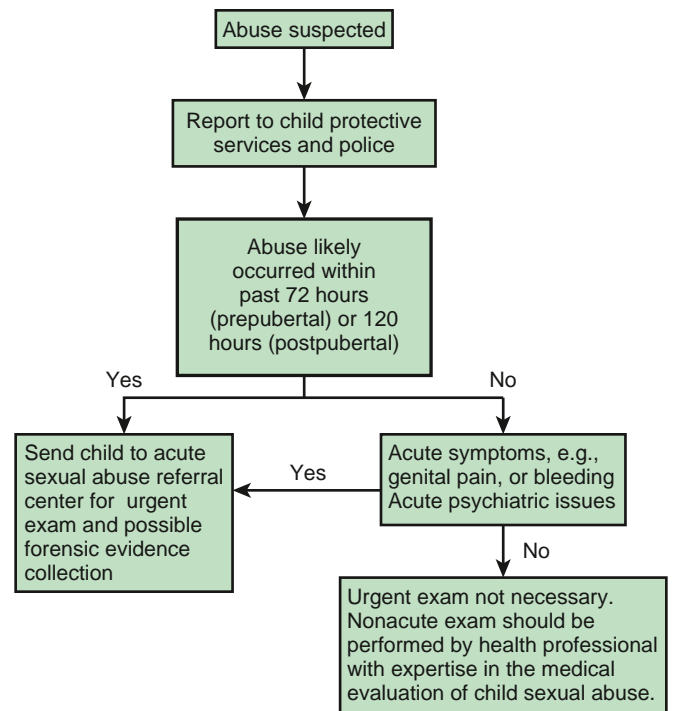 Abuse suspected
Report to child protective
services and police
Abuse likely
occurred within
past 72 hours
(prepubertal) or 120
hours (postpubertal)
Yes
No
Send child to acute
sexual abuse referral
center for urgent
exam and possible
forensic evidence
collection
Yes
Acute symptoms, e.g.,
genital pain, or bleeding
Acute psychiatric issues
No
Urgent exam not necessary.
Nonacute exam should be
performed by health professional
with expertise in the medical
evaluation of child sexual abuse.